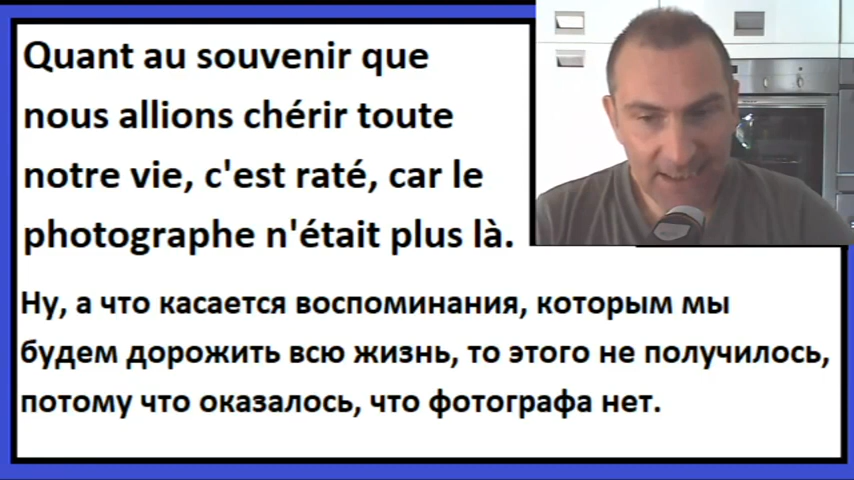 Quant au souvenir que
nous allions chérir toute
notre vie, c'est raté, car le
photographe n'était plus là.
Ну, а что касается воспоминания, которым мы
будем дорожить всю жизнь, то этого не получилось,
потому что оказалось, что фотографа нет.